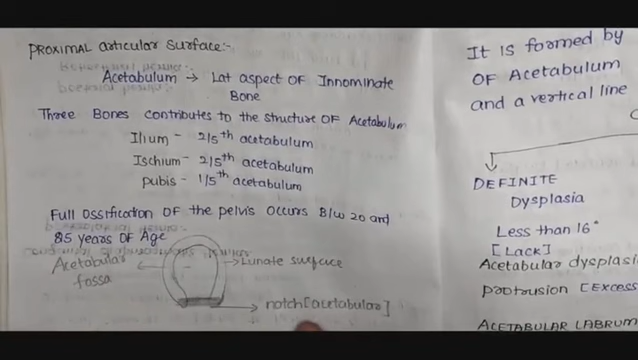 PROXIMAL articular surface:-
Acetabulum → Lat aspect OF Innominate
Bone
Three Bones contributes to the structure OF Acetabulum
Ilium - 2/5th acetabulum
Ischium - 2/5th acetabulum
pubis - 1/5th acetabulum
Full Ossification OF the pelvis occurs B/w 20 and
25 years OF Age
Acetabular
fossa
Lunate surface
notch [acetabular]
It is formed by
OF Acetabulum
and a vertical line
DEFINITE
Dysplasia
Less than 16°
[Lack]
Acetabular dysplasi
Protrusion [Excess
ACETABULAR LABRUM